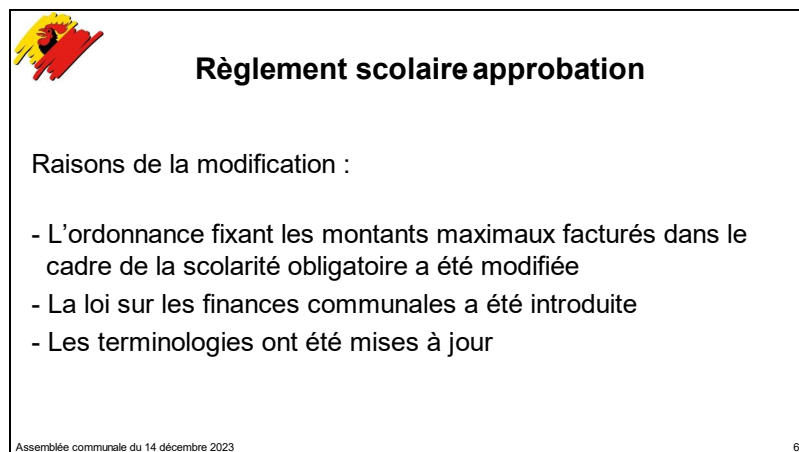 Règlement scolaire approbation
Raisons de la modification :
- L'ordonnance fixant les montants maximaux facturés dans le
cadre de la scolarité obligatoire a été modifiée
- La loi sur les finances communales a été introduite
- Les terminologies ont été mises à jour
Assemblée communale du 14 décembre 2023
6